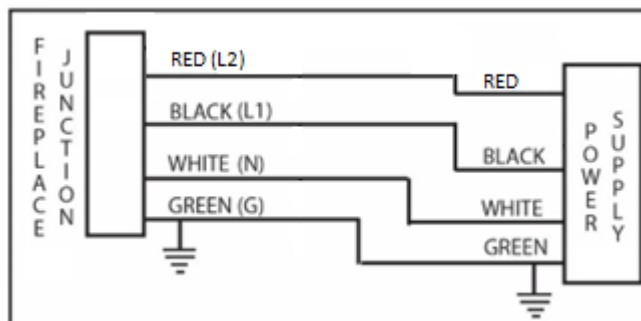 FIREPLACE
JUNCTION
RED (L2)
RED
BLACK (L1)
BLACK
WHITE (N)
WHITE
GREEN (G)
GREEN
POWER
SUPPLY